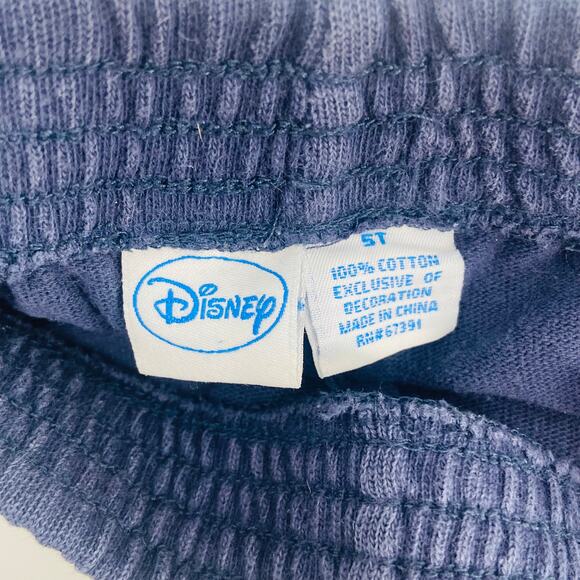 Disney
5T
100% COTTON
EXCLUSIVE OF
DECORATION
MADE IN CHINA
RN#67391